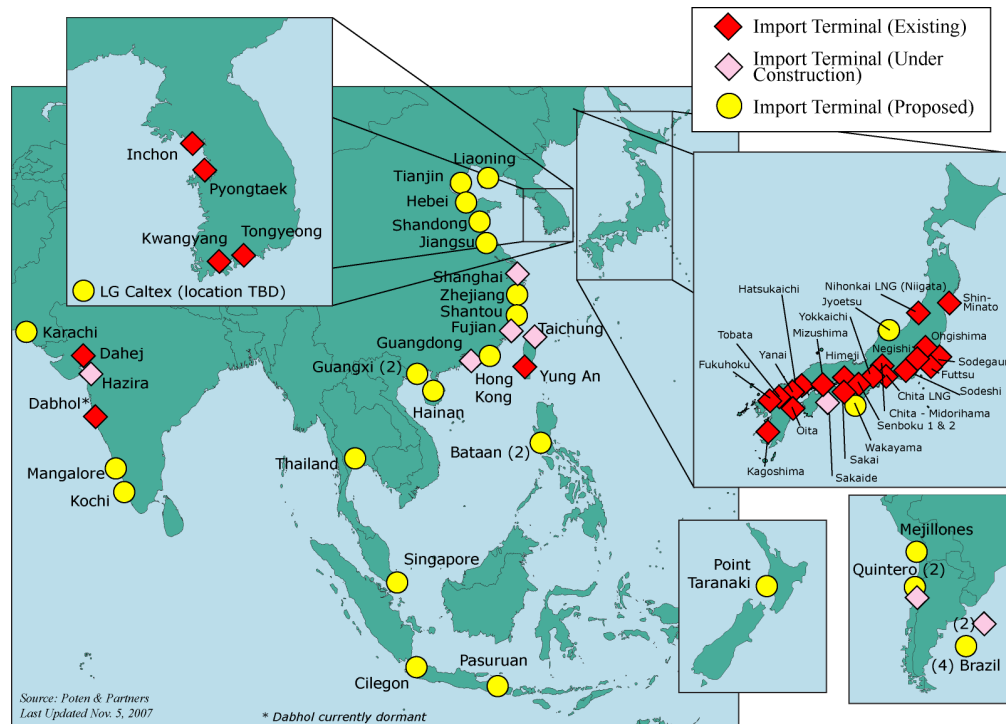 Import Terminal (Existing)
Import Terminal (Under
Construction)
Import Terminal (Proposed)
Inchon
Pyongtaek
Kwangyang
Tongyeong
LG Caltex (location TBD)
Liaoning
Tianjin
Hebei
Shandong
Jiangsu
Shanghai
Zhejiang
Shantou
Fujian
Taichung
Guangdong
Guangxi (2)
Hong
Kong
Yung An
Hainan
Karachi
Dahej
Hazira
Dabhol*
Mangalore
Kochi
Thailand
Bataan (2)
Singapore
Cilegon
Pasuruan
Nihonkai LNG (Niigata)
Hatsukaichi
Jyoetsu
Shin-
Minato
Yokkaichi
Mizushima
Tobata
Yanai
Himeji
Negishi
Ohgishima
Fukuhoku
Sodegaur
Futtsu
Sodeshi
Chita LNG
Chita - Midorihama
Senboku 1 & 2
Oita
Wakayama
Sakai
Kagoshima
Sakaide
Point
Taranaki
Mejillones
Quintero (2)
(2)
(4) Brazil
Source: Poten & Partners
Last Updated Nov. 5, 2007
* Dabhol currently dormant